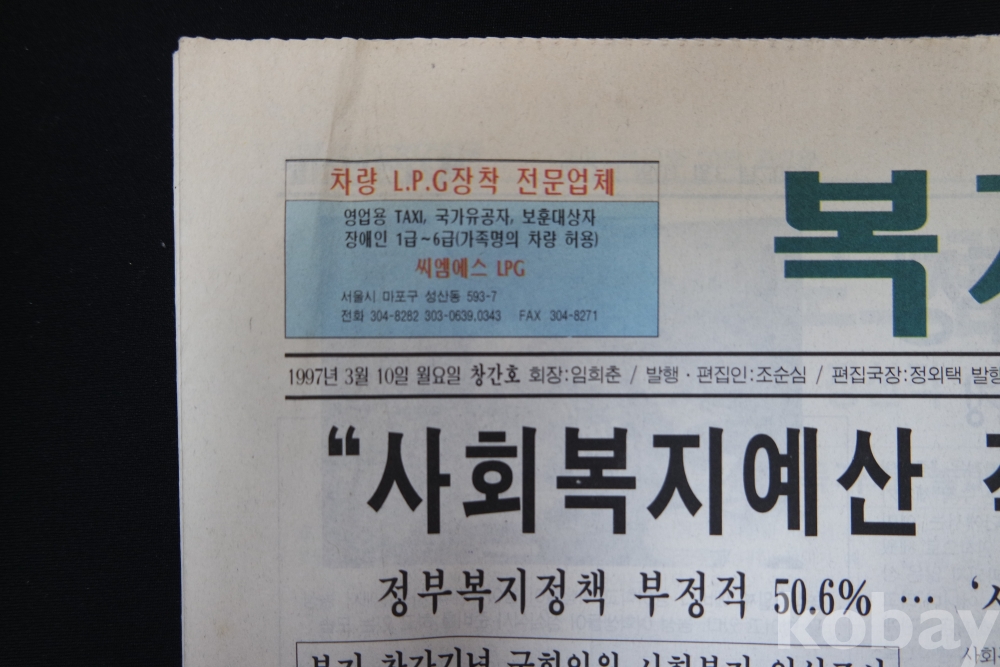 차량 L.P.G장착 전문업체
영업용 TAXI, 국가유공자, 보훈대상자
장애인 1급~6급(가족명의 차량 허용)
씨엠에스 LPG
서울시 마포구 성산동 593-7
전화 304-8282 303-0639,0343 FAX 304-8271
복
1997년 3월 10일 월요일 창간호 회장:임희춘 / 발행·편집인:조순심 / 편집국장:정외택 발행
“사회복지예산
정부복지정책 부정적 50.6% … ‘
사회
kobay